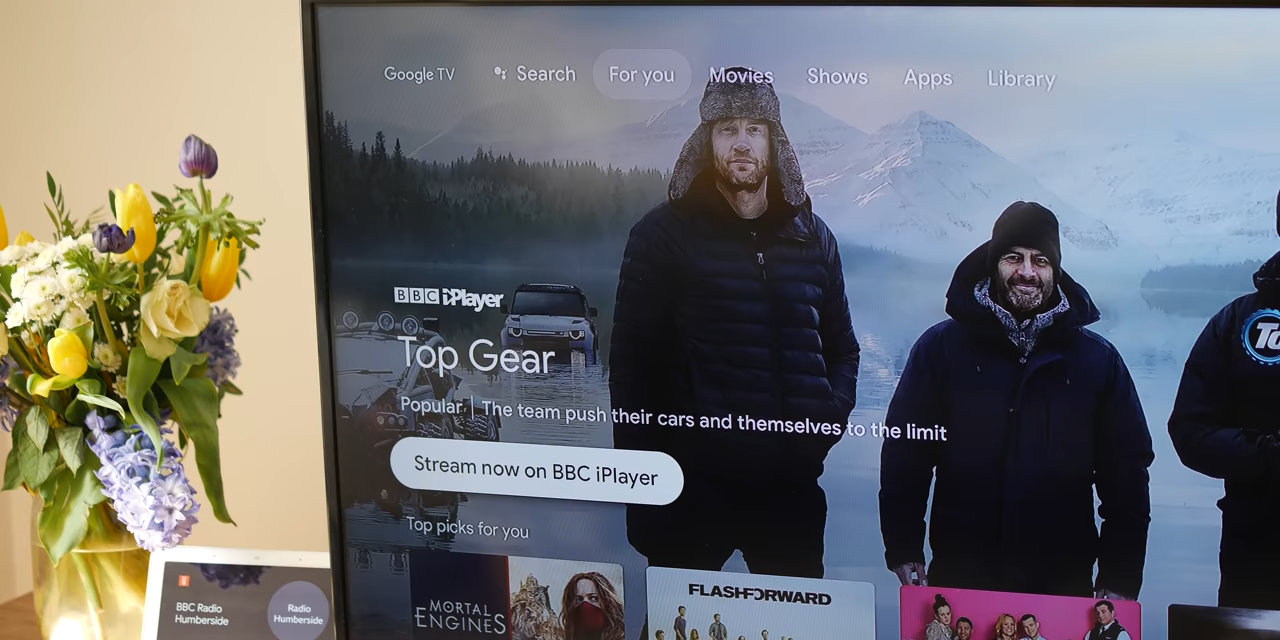 Google TV
Search
For you
Movies
Shows
Apps
Library
BBC iPlayer
Top Gear
Popular | The team push their cars and themselves to the limit
Stream now on BBC iPlayer
Top picks for you
MORTAL
ENGINES
FLASHFORWARD
BBC Radio
Humberside
Radio
Humberside